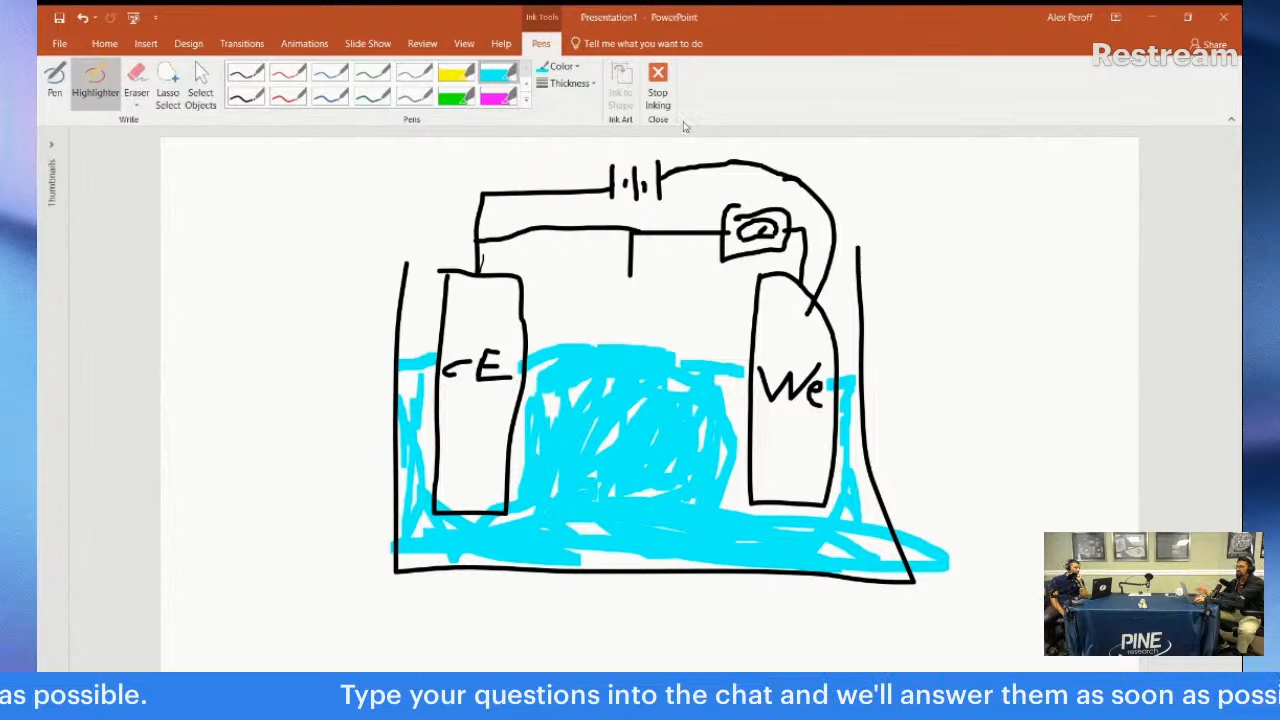 Ink Tools
Presentation1 - PowerPoint
Alex Peroff
File Home Insert Design Transitions Animations Slide Show Review View Help Pens Tell me what you want to do
Share
Restream
Pen
Highlighter
Eraser
Lasso Select
Select Objects
Color
Thickness
Ink to Shape
Stop Inking
Write
Pens
Ink Art
Close
Thumbnails
CE
We
PINE
research
as possible. Type your questions into the chat and we'll answer them as soon as possi